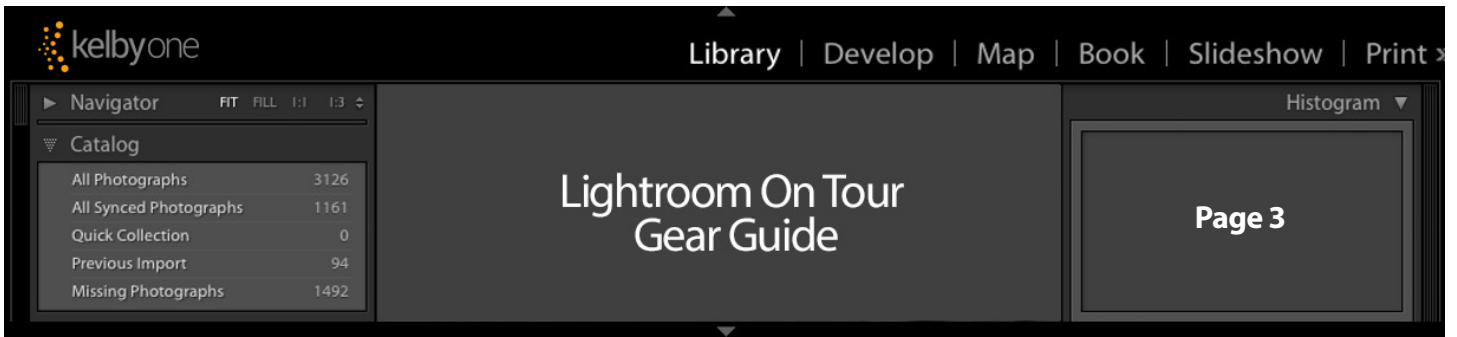 kelbyone
Library | Develop | Map | Book | Slideshow | Print »
Navigator FIT FILL 1:1 1:3
Histogram
Catalog
All Photographs 3126
All Synced Photographs 1161
Quick Collection 0
Previous Import 94
Missing Photographs 1492
Lightroom On Tour
Gear Guide
Page 3